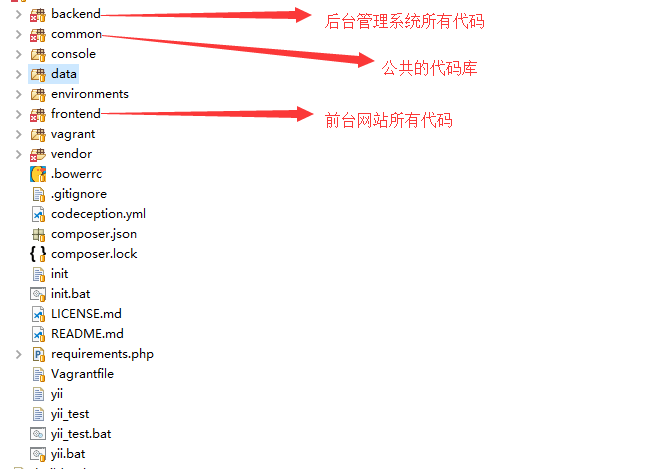 backend
后台管理系统所有代码
common
公共的代码库
console
data
environments
frontend
前台网站所有代码
vagrant
vendor
.bowerrc
.gitignore
codeception.yml
composer.json
composer.lock
init
init.bat
LICENSE.md
README.md
requirements.php
Vagrantfile
yii
yii_test
yii_test.bat
yii.bat